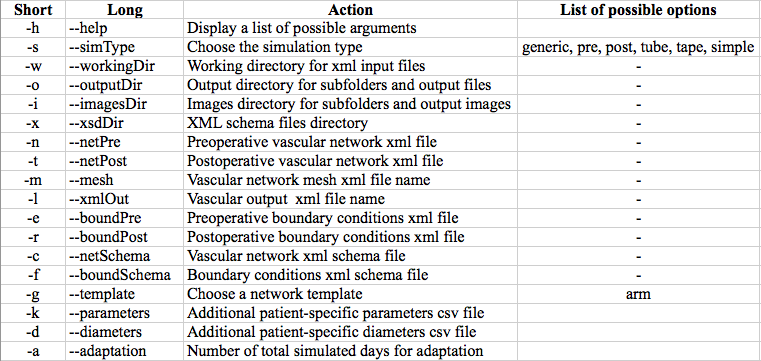 Short Long Action List of possible options
-h --help Display a list of possible arguments
-s --simType Choose the simulation type generic, pre, post, tube, tape, simple
-w --workingDir Working directory for xml input files -
-o --outputDir Output directory for subfolders and output files -
-i --imagesDir Images directory for subfolders and output images -
-x --xsdDir XML schema files directory -
-n --netPre Preoperative vascular network xml file -
-t --netPost Postoperative vascular network xml file -
-m --mesh Vascular network mesh xml file name -
-l --xmlOut Vascular output xml file name -
-e --boundPre Preoperative boundary conditions xml file -
-r --boundPost Postoperative boundary conditions xml file -
-c --netSchema Vascular network xml schema file -
-f --boundSchema Boundary conditions xml schema file -
-g --template Choose a network template arm
-k --parameters Additional patient-specific parameters csv file
-d --diameters Additional patient-specific diameters csv file
-a --adaptation Number of total simulated days for adaptation